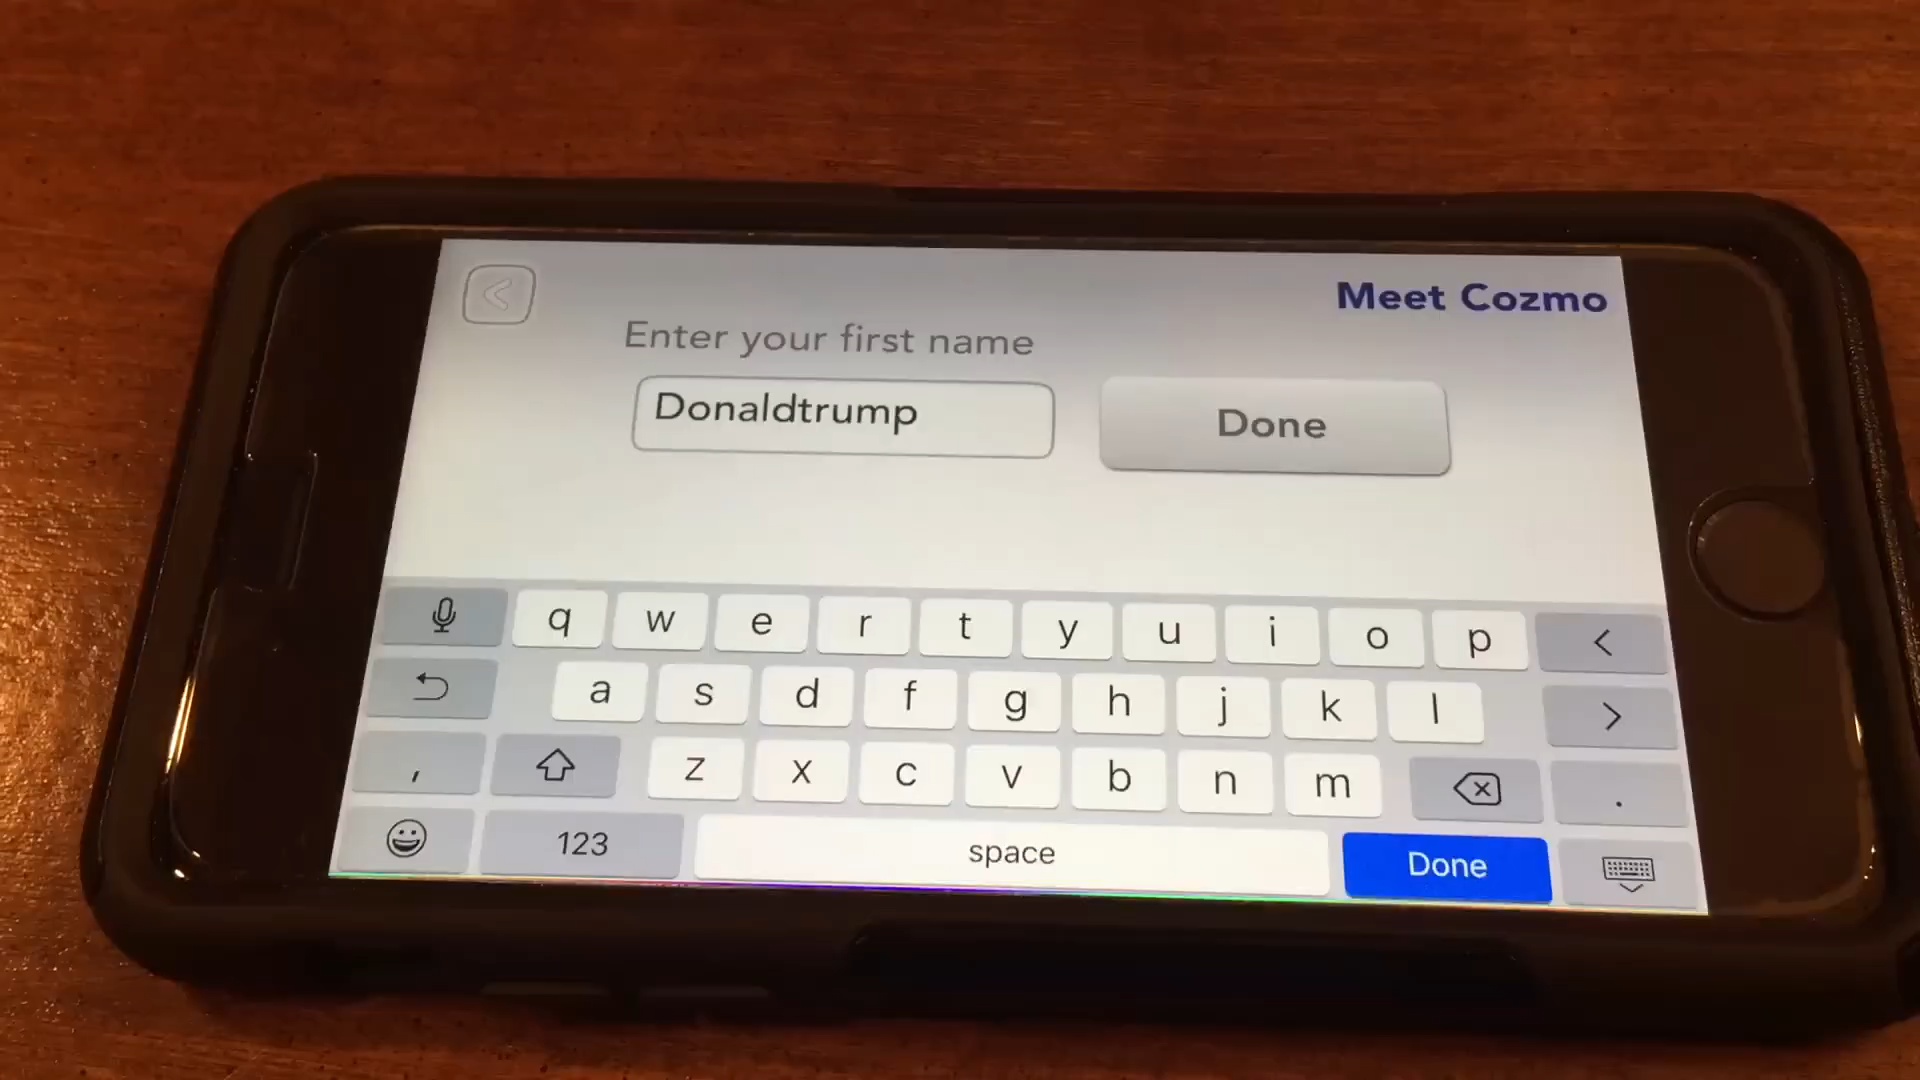 <
Meet Cozmo
Enter your first name
Donaldtrump
Done
q w e r t y u i o p <
a s d f g h j k l >
, z x c v b n m .
123 space Done